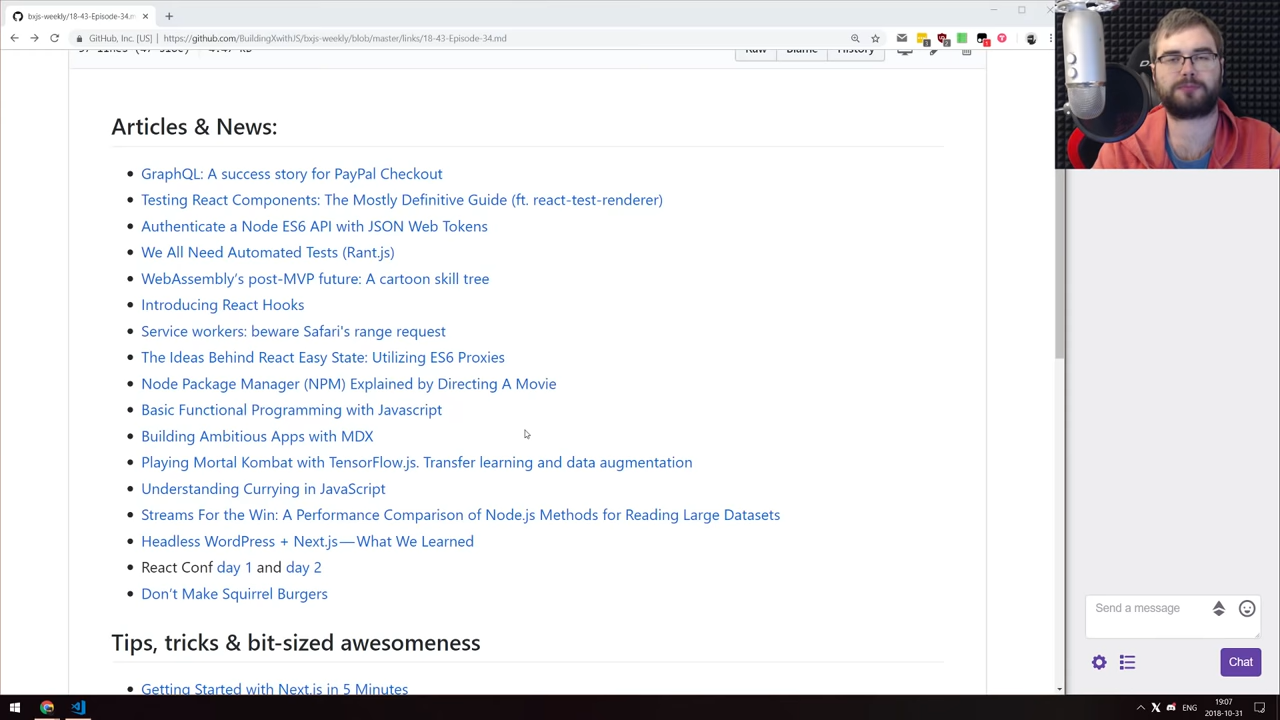 bxjs-weekly/18-43-Episode-34.m
GitHub, Inc. [US] | https://github.com/BuildingXwithJS/bxjs-weekly/blob/master/links/18-43-Episode-34.md
Raw Blame History
Articles & News:
GraphQL: A success story for PayPal Checkout
Testing React Components: The Mostly Definitive Guide (ft. react-test-renderer)
Authenticate a Node ES6 API with JSON Web Tokens
We All Need Automated Tests (Rant.js)
WebAssembly’s post-MVP future: A cartoon skill tree
Introducing React Hooks
Service workers: beware Safari's range request
The Ideas Behind React Easy State: Utilizing ES6 Proxies
Node Package Manager (NPM) Explained by Directing A Movie
Basic Functional Programming with Javascript
Building Ambitious Apps with MDX
Playing Mortal Kombat with TensorFlow.js. Transfer learning and data augmentation
Understanding Currying in JavaScript
Streams For the Win: A Performance Comparison of Node.js Methods for Reading Large Datasets
Headless WordPress + Next.js — What We Learned
React Conf day 1 and day 2
Don’t Make Squirrel Burgers
Tips, tricks & bit-sized awesomeness
Getting Started with Next.js in 5 Minutes
Send a message
Chat
ENG
19:07
2018-10-31